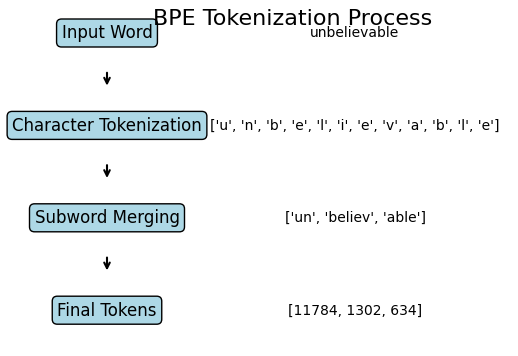 BPE Tokenization Process
Input Word
unbelievable
Character Tokenization
['u', 'n', 'b', 'e', 'l', 'i', 'e', 'v', 'a', 'b', 'l', 'e']
Subword Merging
['un', 'believ', 'able']
Final Tokens
[11784, 1302, 634]